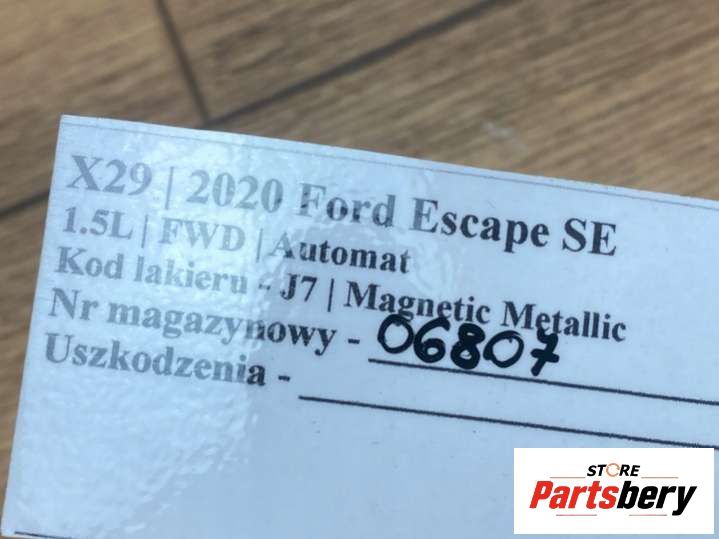 X29 | 2020 Ford Escape SE
1.5L | FWD | Automat
Kod lakieru - J7 | Magnetic Metallic
Nr magazynowy - 06807
Uszkodzenia -
STORE
Partsbery